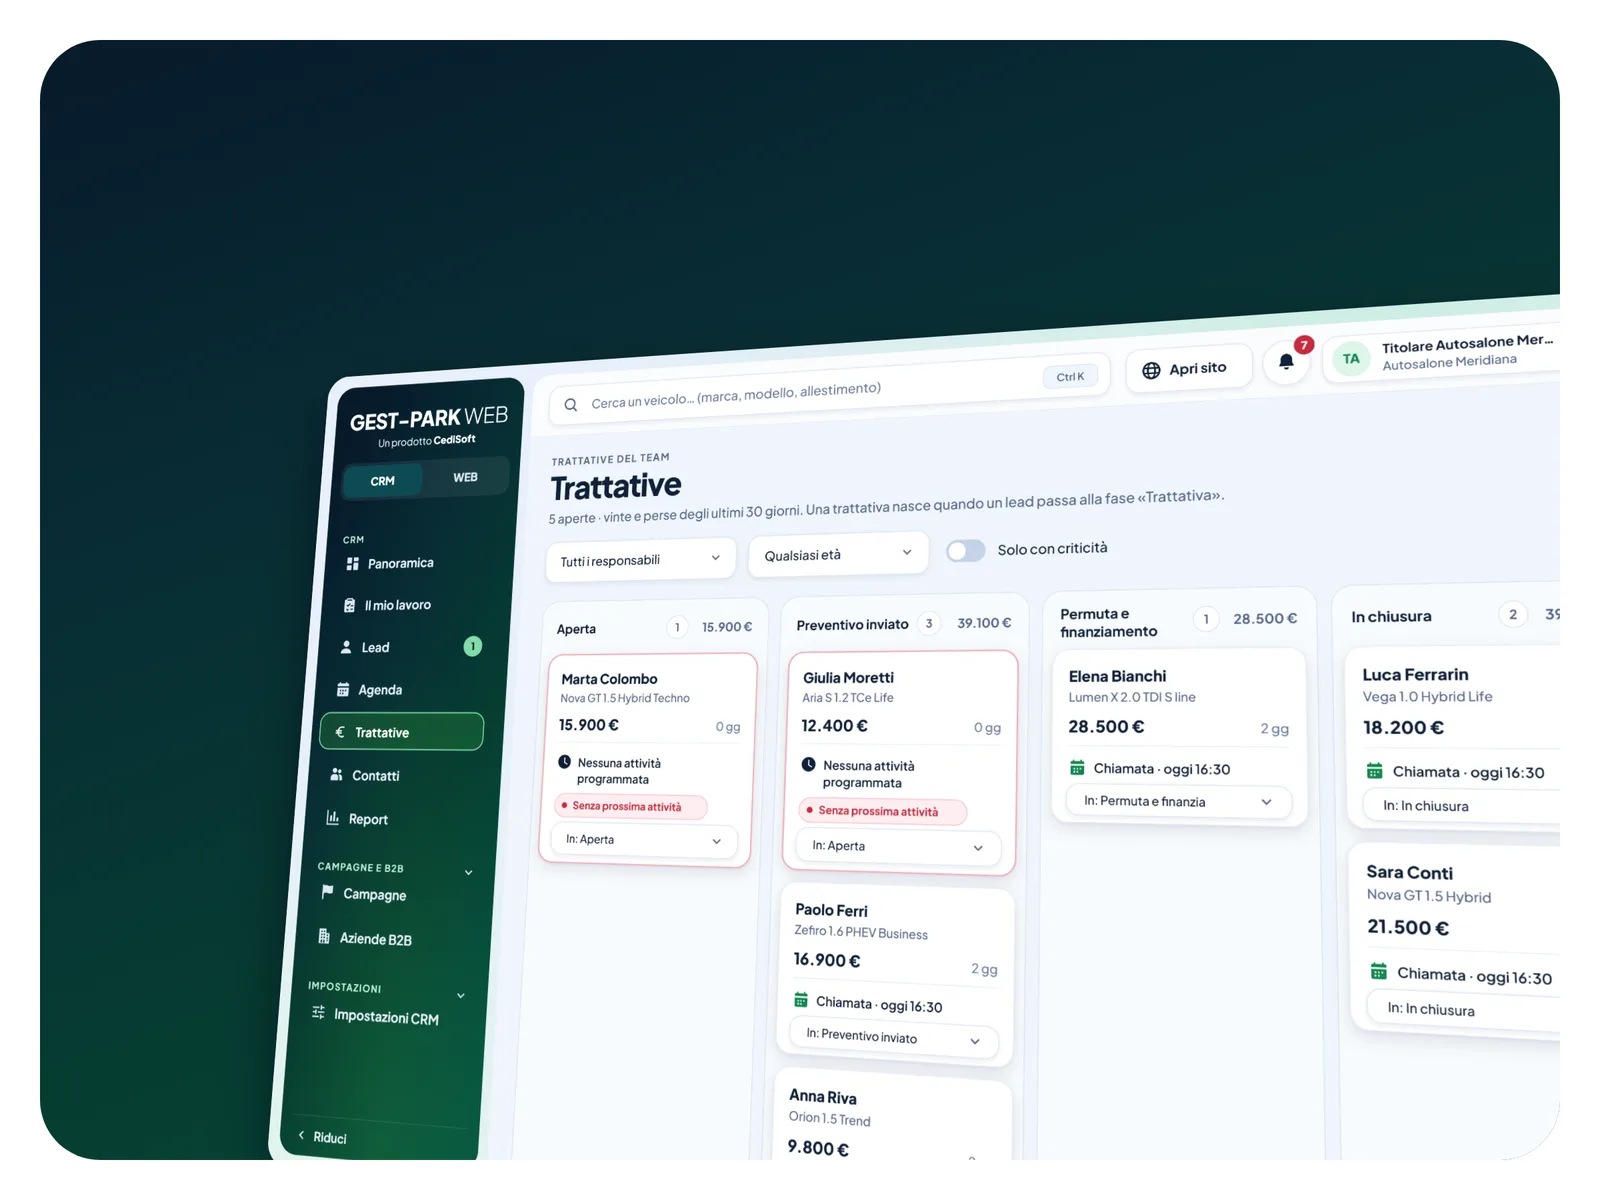 GEST-PARK WEB
Un prodotto CediSoft
CRM
WEB
CRM
Panoramica
Il mio lavoro
Lead
1
Agenda
€ Trattative
Contatti
Report
CAMPAGNE E B2B
Campagne
Aziende B2B
IMPOSTAZIONI
Impostazioni CRM
Riduci
Cerca un veicolo... (marca, modello, allestimento)
Ctrl K
Apri sito
7
TA
Titolare Autosalone Mer...
Autosalone Meridiana
TRATTATIVE DEL TEAM
Trattative
5 aperte · vinte e perse degli ultimi 30 giorni. Una trattativa nasce quando un lead passa alla fase «Trattativa».
Tutti i responsabili
Qualsiasi età
Solo con criticità
Aperta
1
15.900 €
Marta Colombo
Nova GT 1.5 Hybrid Techno
15.900 €
0 gg
Nessuna attività
programmata
Senza prossima attività
In: Aperta
Preventivo inviato
3
39.100 €
Giulia Moretti
Aria S 1.2 TCe Life
12.400 €
0 gg
Nessuna attività
programmata
Senza prossima attività
In: Aperta
Paolo Ferri
Zefiro 1.6 PHEV Business
16.900 €
2 gg
Chiamata · oggi 16:30
In: Preventivo inviato
Anna Riva
Orion 1.5 Trend
9.800 €
Permuta e
finanziamento
1
28.500 €
Elena Bianchi
Lumen X 2.0 TDI S line
28.500 €
2 gg
Chiamata · oggi 16:30
In: Permuta e finanzia
In chiusura
2
39
Luca Ferrarin
Vega 1.0 Hybrid Life
18.200 €
Chiamata · oggi 16:30
In: In chiusura
Sara Conti
Nova GT 1.5 Hybrid
21.500 €
Chiamata · oggi 16:30
In: In chiusura